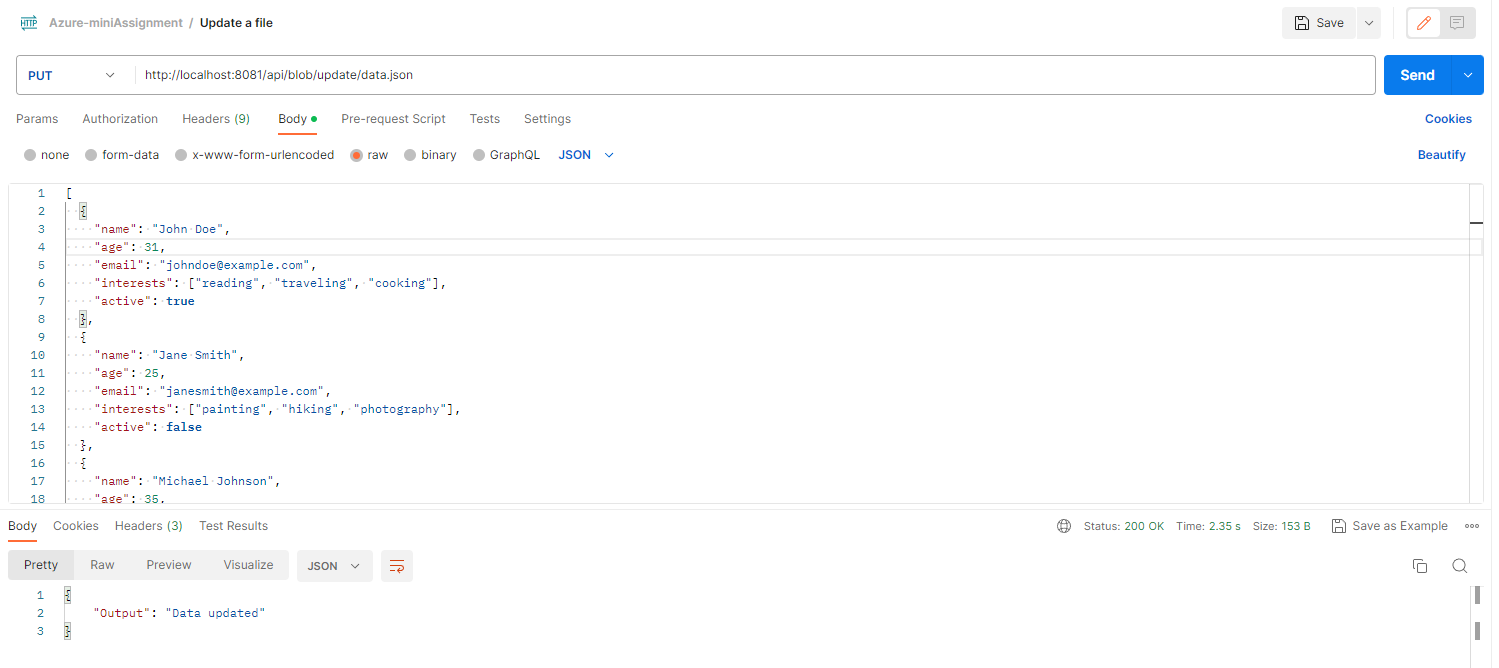 HTTP Azure-miniAssignment / Update a file Save
PUT http://localhost:8081/api/blob/update/data.json Send
Params Authorization Headers (9) Body Pre-request Script Tests Settings Cookies
none form-data x-www-form-urlencoded raw binary GraphQL JSON Beautify
1 [
2 {
3 "name": "John Doe",
4 "age": 31,
5 "email": "johndoe@example.com",
6 "interests": ["reading", "traveling", "cooking"],
7 "active": true
8 },
9 {
10 "name": "Jane Smith",
11 "age": 25,
12 "email": "janesmith@example.com",
13 "interests": ["painting", "hiking", "photography"],
14 "active": false
15 },
16 {
17 "name": "Michael Johnson",
18 "age": 35,
Body Cookies Headers (3) Test Results Status: 200 OK Time: 2.35 s Size: 153 B Save as Example
Pretty Raw Preview Visualize JSON
1 {
2 "Output": "Data updated"
3 }